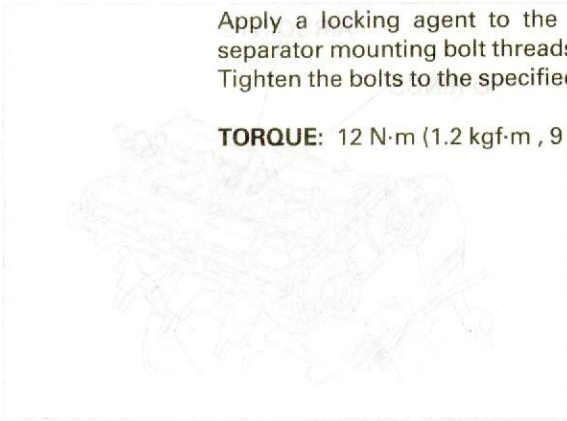 Apply a locking agent to the
separator mounting bolt threads
Tighten the bolts to the specified
TORQUE: 12 N·m (1.2 kgf·m , 9